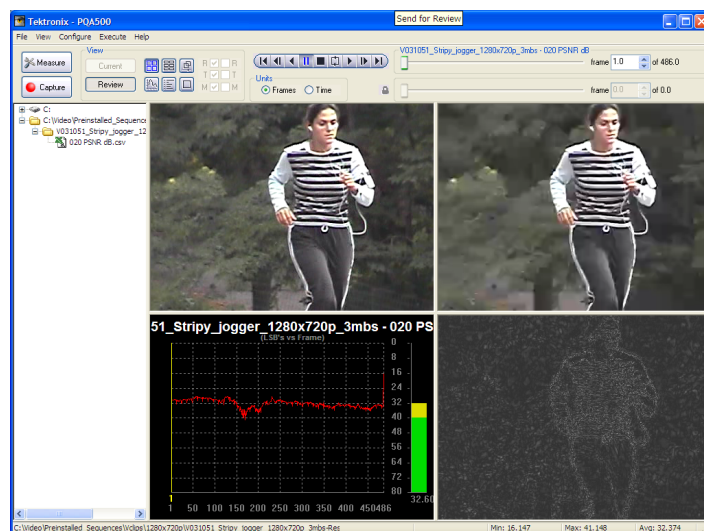 Tektronix - PQA500
Send for Review
File View Configure Execute Help
Measure
Capture
View
Current
Review
R R
T T
M M
Units
Frames Time
V031051_Stripy_jogger_1280x720p_3mbs - 020 PSNR dB
frame 1.0 of 486.0
frame 0.0 of 0.0
C:
C:\Video\Preinstalled_Sequence
V031051_Stripy_jogger_12
020 PSNR dB.csv
51_Stripy_jogger_1280x720p_3mbs - 020 PS
(LSB's vs Frame)
0
8
16
24
32
40
48
56
64
72
80
32.60
1
1 50 100 150 200 250 300 350 400 450486
C:\Video\Preinstalled_Sequences\Vclips\1280x720p\V031051_Stripy_jogger_1280x720p_3mbs-Res
Min: 16.147 Max: 41.148 Avg: 32.374